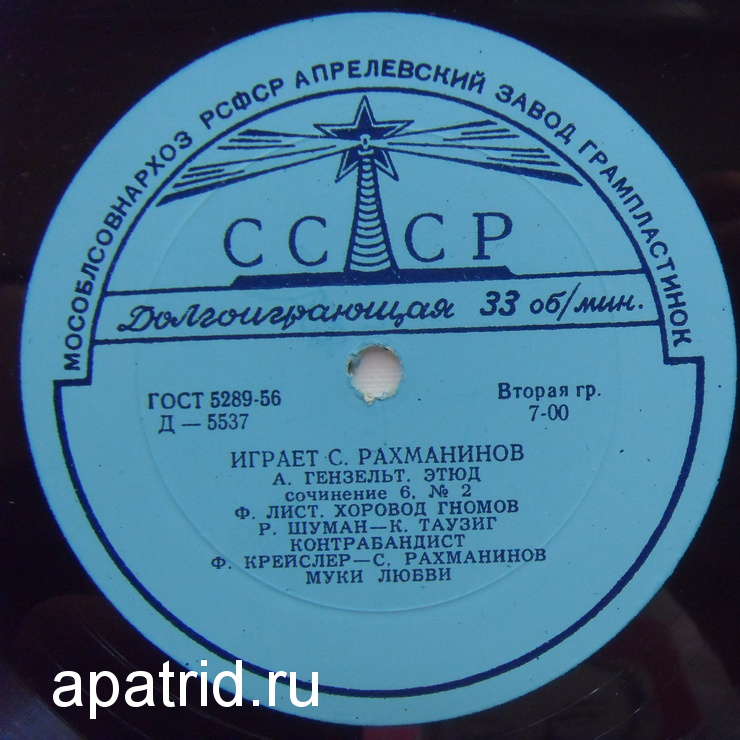 МОСОБЛСОВНАРХОЗ РСФСР АПРЕЛЕВСКИЙ ЗАВОД ГРАМПЛАСТИНОК
СССР
Долгоиграющая 33 об/мин.
ГОСТ 5289-56
Д — 5537
Вторая гр.
7-00
ИГРАЕТ С. РАХМАНИНОВ
А. ГЕНЗЕЛЬТ. ЭТЮД
сочинение 6, № 2
Ф. ЛИСТ. ХОРОВОД ГНОМОВ
Р. ШУМАН—К. ТАУЗИГ
КОНТРАБАНДИСТ
Ф. КРЕЙСЛЕР—С. РАХМАНИНОВ
МУКИ ЛЮБВИ
apatrid.ru